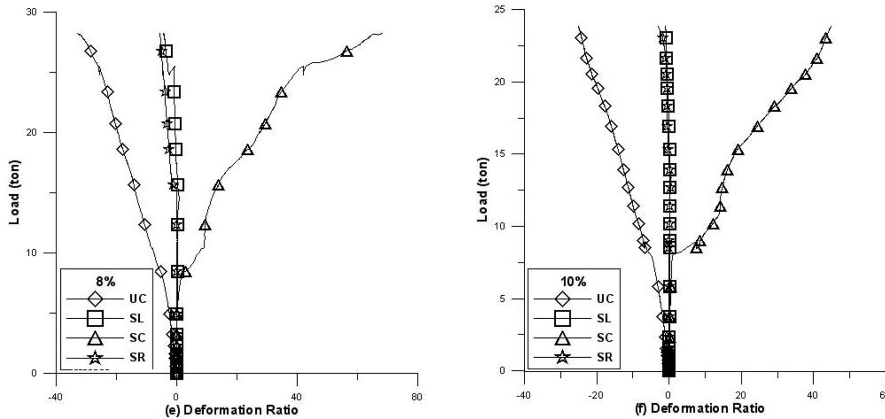 30
20
10
0
Load (ton)
8%
UC
SL
SC
SR
-40
0
40
80
(e) Deformation Ratio
25
20
15
10
5
0
Load (ton)
10%
UC
SL
SC
SR
-40
-20
0
20
40
60
(f) Deformation Ratio